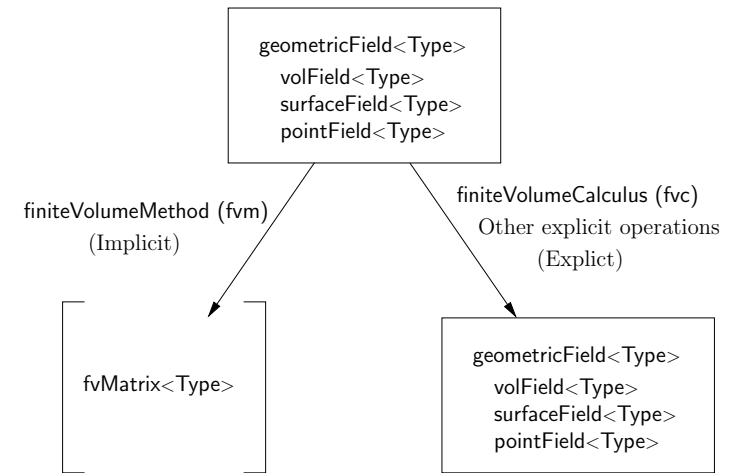 geometricField<Type>
volField<Type>
surfaceField<Type>
pointField<Type>
finiteVolumeMethod (fvm)
(Implicit)
finiteVolumeCalculus (fvc)
Other explicit operations
(Explict)
fvMatrix<Type>
geometricField<Type>
volField<Type>
surfaceField<Type>
pointField<Type>